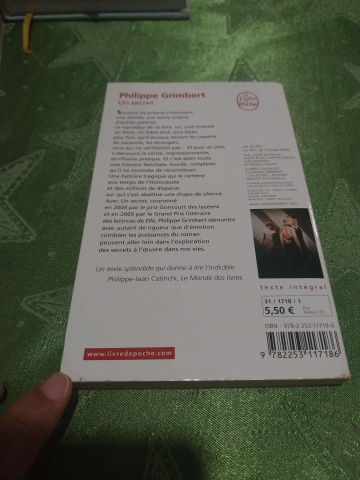 Philippe Grimbert
Un secret
Souvent les enfants s'inventent
une famille, une autre origine,
d'autres parents.
Le narrateur de ce livre, lui, s'est inventé
un frère. Un frère aîné, plus beau,
plus fort, qu'il évoque devant les copains
de vacances, les étrangers,
ceux qui ne vérifieront pas... Et puis un jour,
il découvre la vérité, impressionnante,
terrifiante presque. Et c'est alors toute
une histoire familiale, lourde, complexe,
qu'il lui incombe de reconstituer.
Une histoire tragique qui le ramène
aux temps de l'Holocauste
et des millions de disparus
sur qui s'est abattue une chape de silence.
Avec Un secret, couronné
en 2004 par le prix Goncourt des lycéens
et en 2005 par le Grand Prix littéraire
des lectrices de Elle, Philippe Grimbert démontre
avec autant de rigueur que d'émotion
combien les puissances du roman
peuvent aller loin dans l'exploration
des secrets à l'œuvre dans nos vies.
Un texte splendide qui donne à lire l'indicible.
Philippe-Jean Catinchi, Le Monde des livres.
www.livredepoche.com
Le Livre
de Poche
texte intégral
31 / 1718 / 1
5,50 € Prix
France TTC
ISBN 978-2-253-11718-6
9 782253 117186